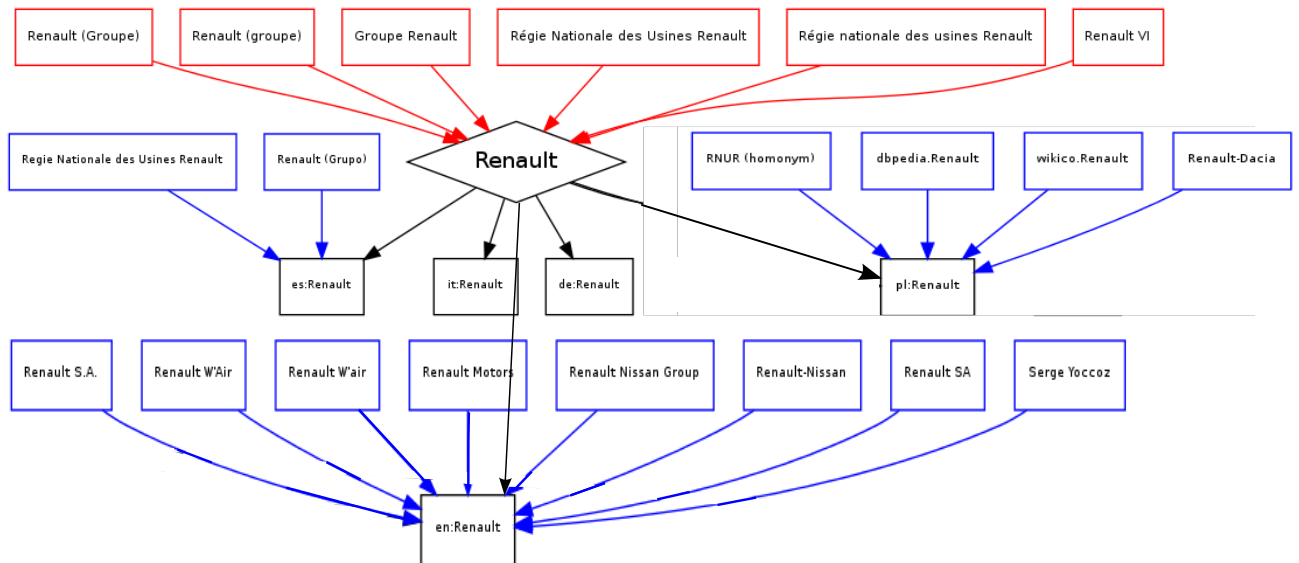 Renault (Groupe)
Renault (groupe)
Groupe Renault
Régie Nationale des Usines Renault
Régie nationale des usines Renault
Renault VI
Regie Nationale des Usines Renault
Renault (Grupo)
Renault
RNUR (homonym)
dbpedia.Renault
wikico.Renault
Renault-Dacia
es:Renault
it:Renault
de:Renault
pl:Renault
Renault S.A.
Renault W'Air
Renault W'air
Renault Motors
Renault Nissan Group
Renault-Nissan
Renault SA
Serge Yoccoz
en:Renault